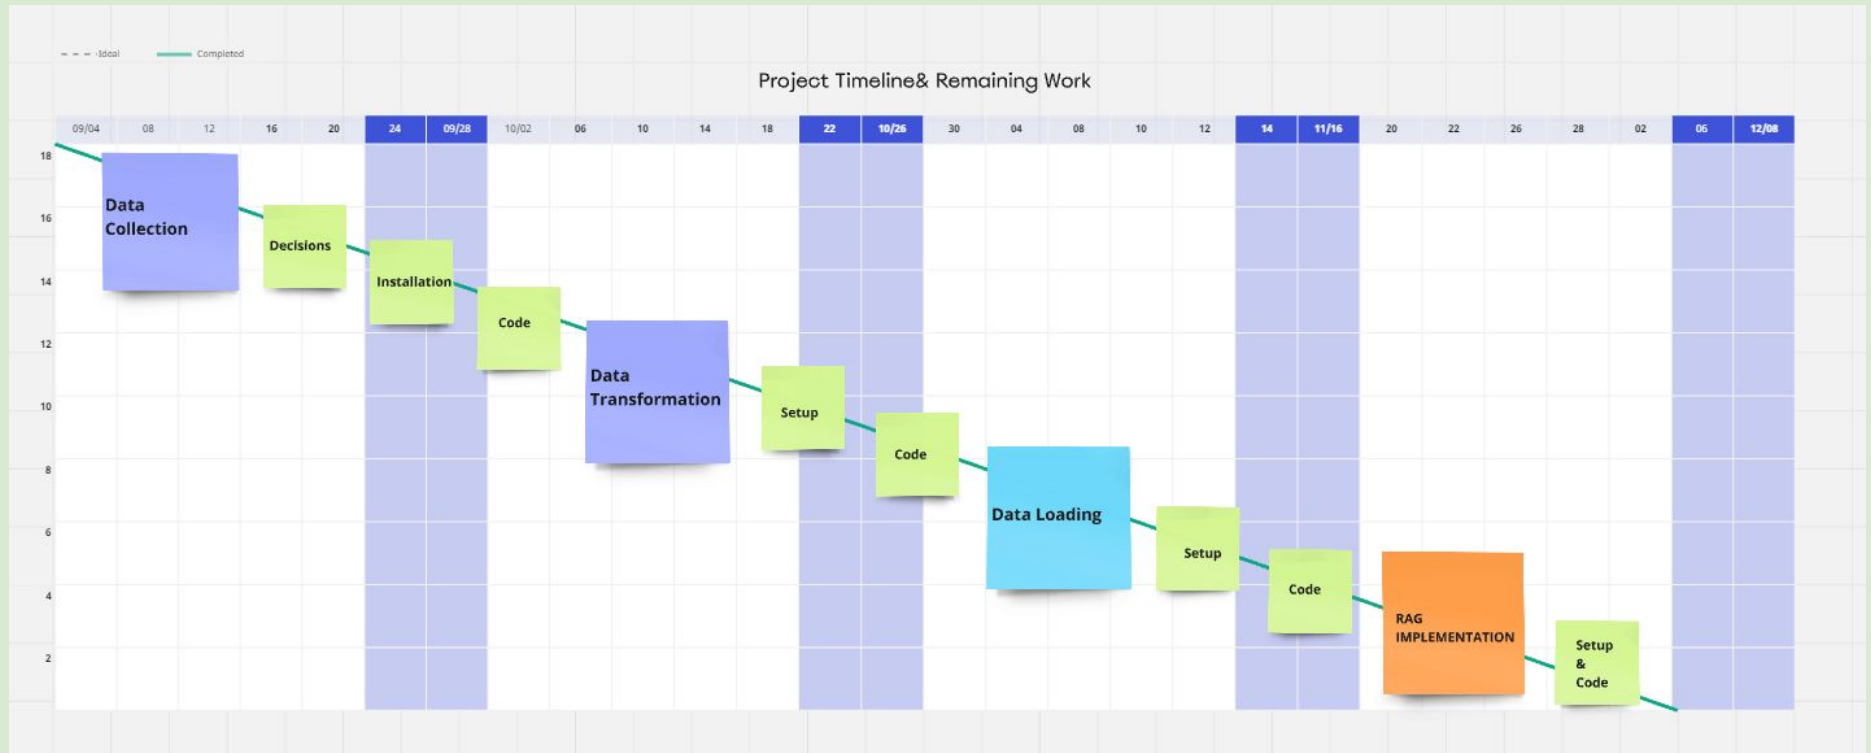 Ideal
Completed
Project Timeline& Remaining Work
09/04 08 12 16 20 24 09/28 10/02 06 10 14 18 22 10/26 30 04 08 10 12 14 11/16 20 22 26 28 02 06 12/08
18
16
14
12
10
8
6
4
2
Data
Collection
Decisions
Installation
Code
Data
Transformation
Setup
Code
Data Loading
Setup
Code
RAG
IMPLEMENTATION
Setup
&
Code